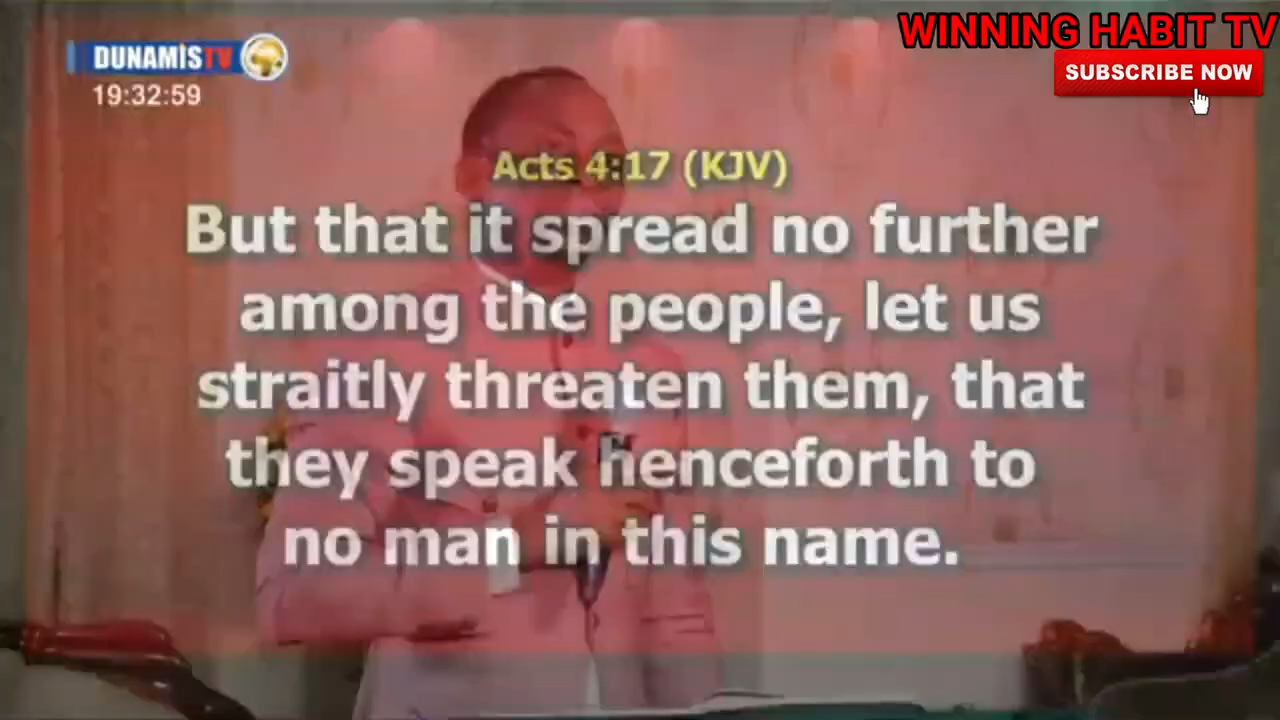 DUNAMIS TV
19:32:59
WINNING HABIT TV
SUBSCRIBE NOW
Acts 4:17 (KJV)
But that it spread no further
among the people, let us
straitly threaten them, that
they speak henceforth to
no man in this name.